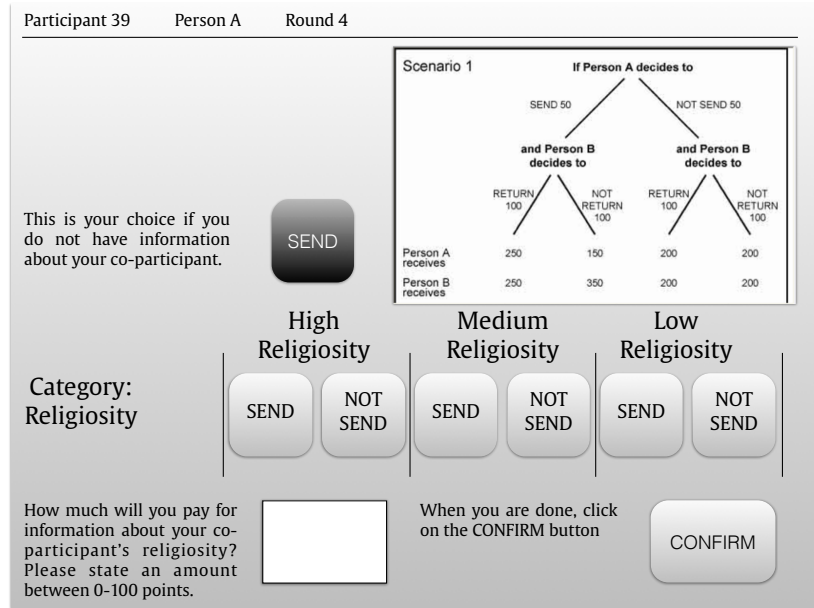 Participant 39 Person A Round 4
Scenario 1 If Person A decides to
SEND 50 NOT SEND 50
and Person B decides to
and Person B decides to
RETURN 100
NOT RETURN 100
RETURN 100
NOT RETURN 100
Person A receives 250 150 200 200
Person B receives 250 350 200 200
This is your choice if you
do not have information
about your co-participant.
SEND
High Religiosity
Medium Religiosity
Low Religiosity
Category:
Religiosity
SEND
NOT SEND
SEND
NOT SEND
SEND
NOT SEND
How much will you pay for
information about your co-
participant's religiosity?
Please state an amount
between 0-100 points.
When you are done, click
on the CONFIRM button
CONFIRM